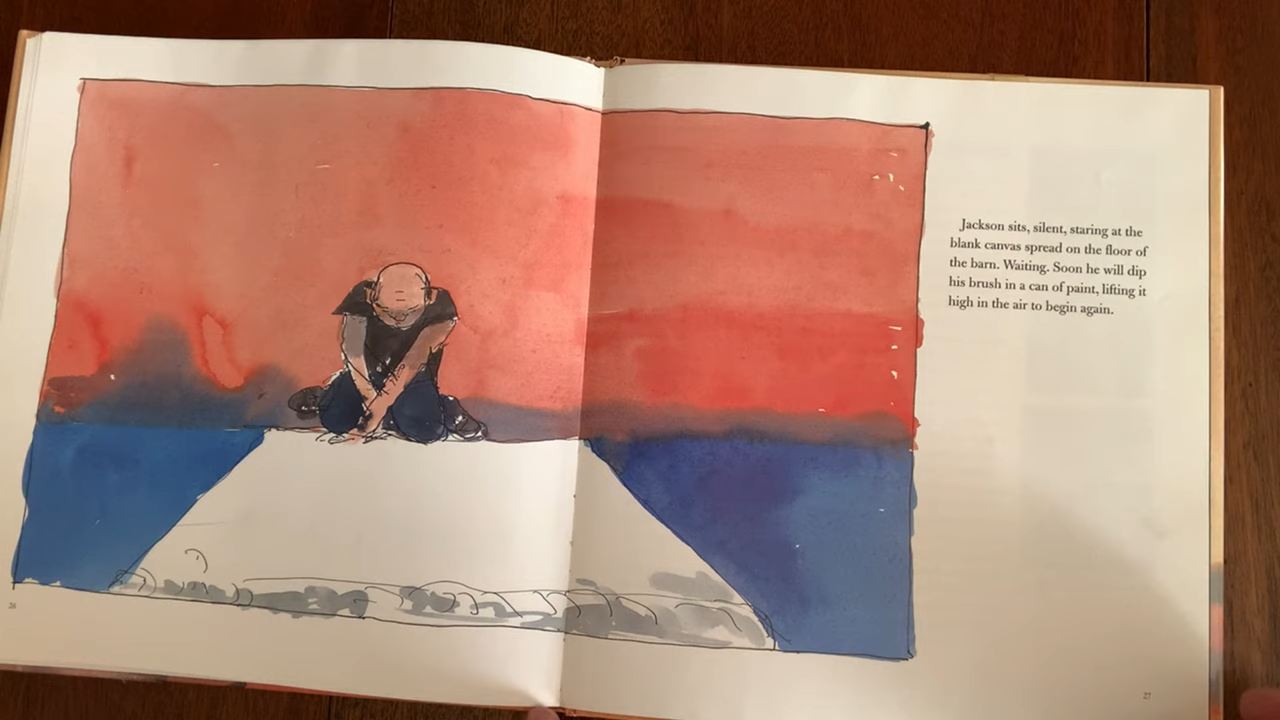 Jackson sits, silent, staring at the
blank canvas spread on the floor of
the barn. Waiting. Soon he will dip
his brush in a can of paint, lifting it
high in the air to begin again.
26
27